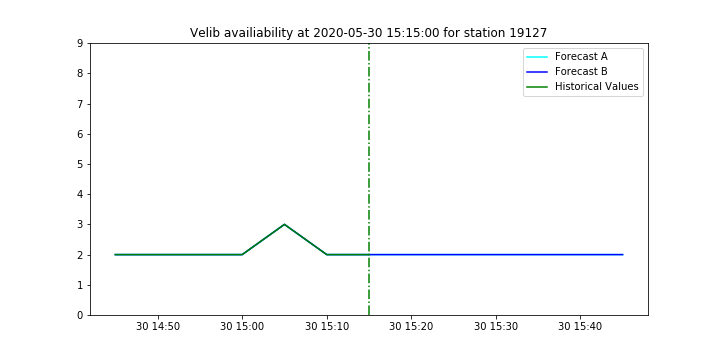 Velib availiability at 2020-05-30 15:15:00 for station 19127
9
8
7
6
5
4
3
2
1
0
Forecast A
Forecast B
Historical Values
30 14:50 30 15:00 30 15:10 30 15:20 30 15:30 30 15:40